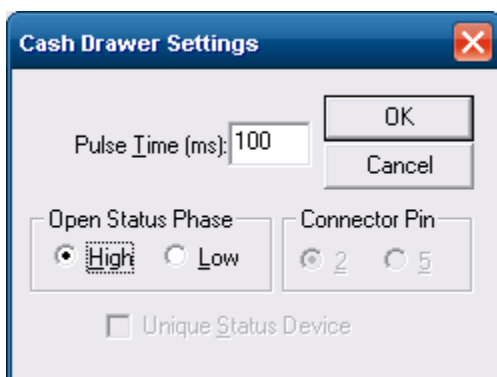 Cash Drawer Settings
Pulse Time (ms): 100
OK
Cancel
Open Status Phase
High Low
Connector Pin
2 5
Unique Status Device